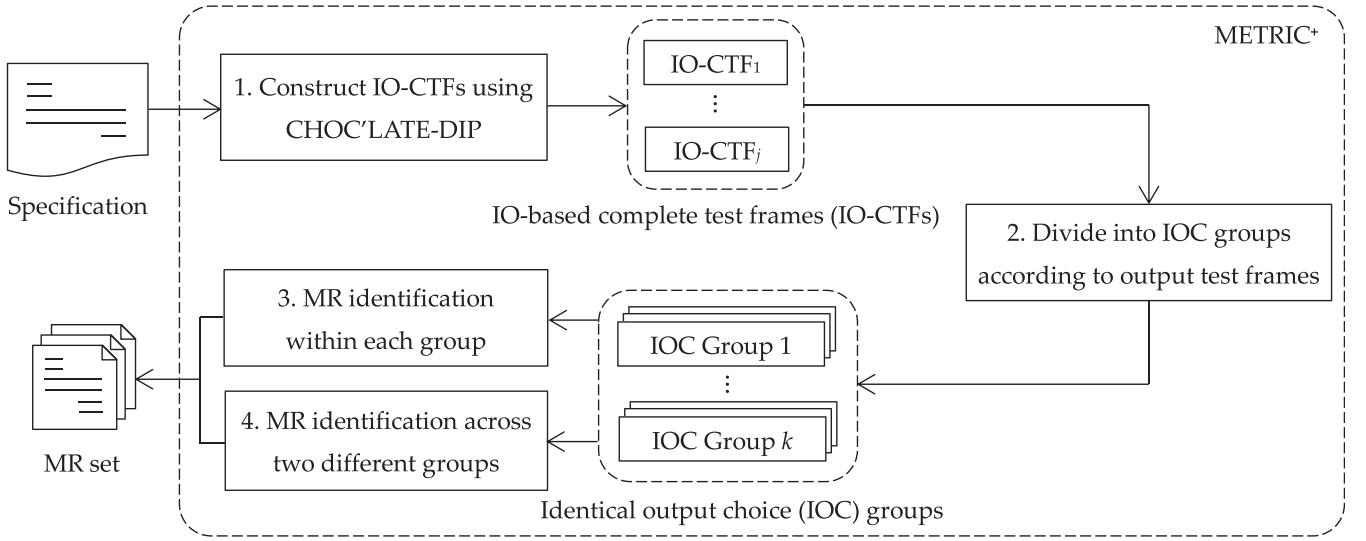 METRIC⁺
Specification
1. Construct IO-CTFs using
CHOC’LATE-DIP
IO-CTF₁
⋮
IO-CTFⱼ
IO-based complete test frames (IO-CTFs)
2. Divide into IOC groups
according to output test frames
IOC Group 1
⋮
IOC Group k
Identical output choice (IOC) groups
3. MR identification
within each group
4. MR identification across
two different groups
MR set